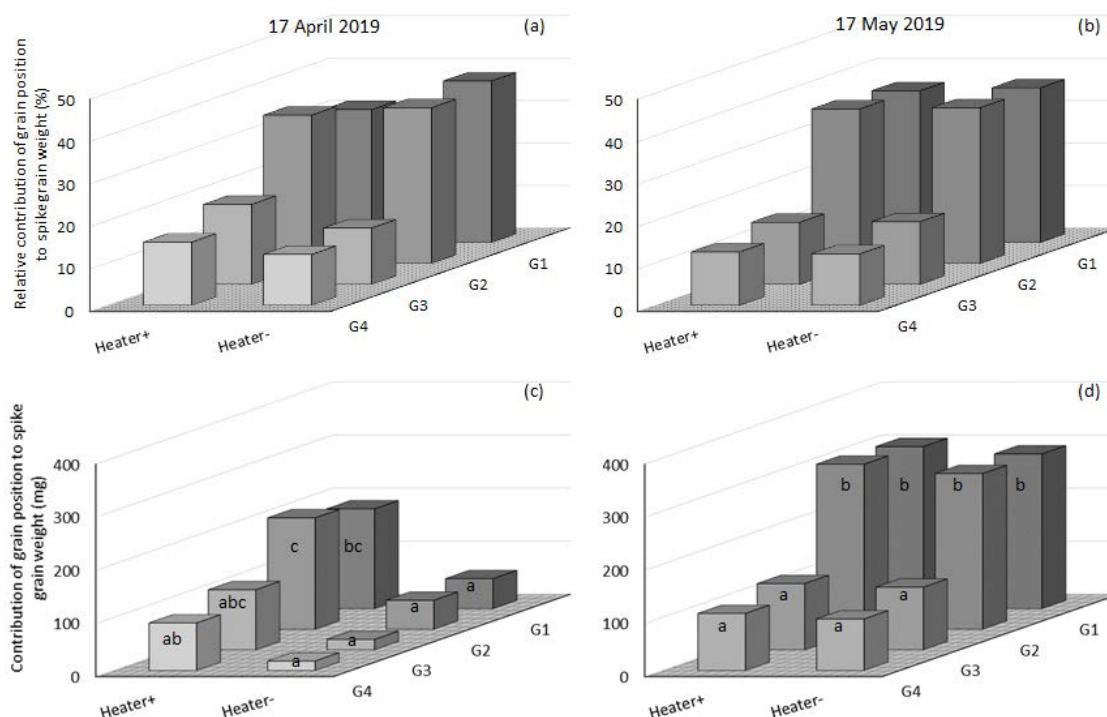 17 April 2019
(a)
Relative contribution of grain position
to spikegrain weight (%)
50
40
30
20
10
0
Heater+
Heater-
G4
G3
G2
G1
17 May 2019
(b)
50
40
30
20
10
0
Heater+
Heater-
G4
G3
G2
G1
(c)
Contribution of grain position to spike
grain weight (mg)
400
300
200
100
0
c
bc
abc
ab
a
a
a
a
Heater+
Heater-
G4
G3
G2
G1
(d)
400
300
200
100
0
b
b
b
b
a
a
a
a
Heater+
Heater-
G4
G3
G2
G1